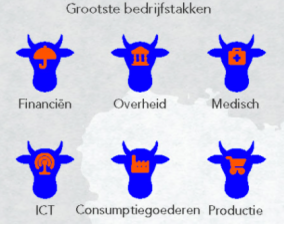 Grootste bedrijfstakken
Financiën Overheid Medisch
ICT Consumptiegoederen Productie